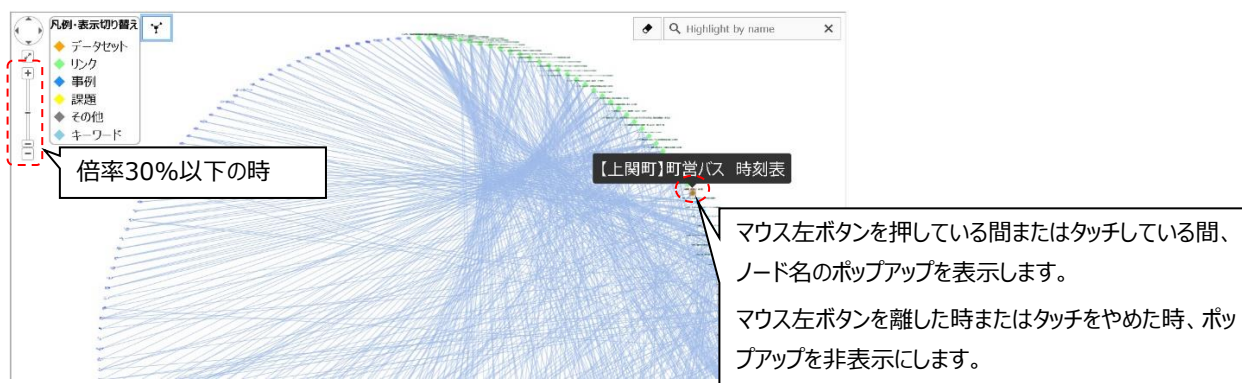 凡例・表示切り替え
データセット
リンク
事例
課題
その他
キーワード
Highlight by name
倍率30%以下の時
【上関町】町営バス 時刻表
マウス左ボタンを押している間またはタッチしている間、
ノード名のポップアップを表示します。
マウス左ボタンを離した時またはタッチをやめた時、ポッ
プアップを非表示にします。